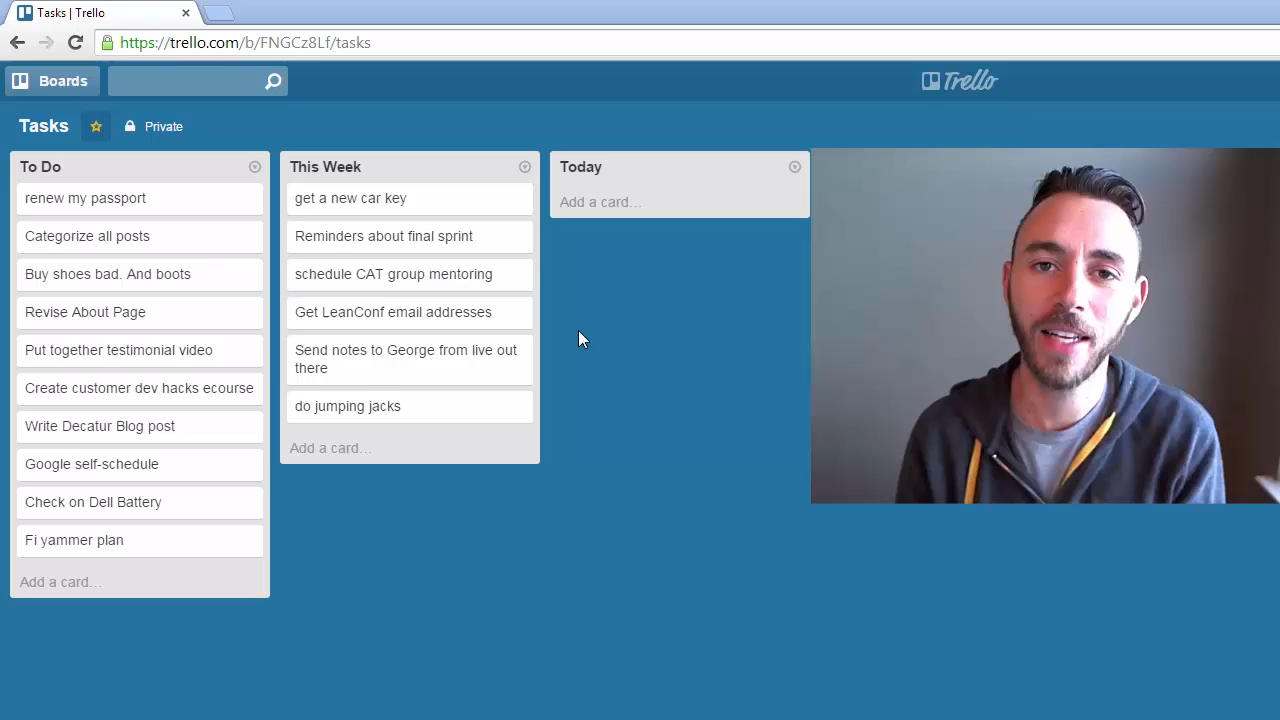 Tasks | Trello
https://trello.com/b/FNGCz8Lf/tasks
Boards
Trello
Tasks
Private
To Do
renew my passport
Categorize all posts
Buy shoes bad. And boots
Revise About Page
Put together testimonial video
Create customer dev hacks ecourse
Write Decatur Blog post
Google self-schedule
Check on Dell Battery
Fi yammer plan
Add a card...
This Week
get a new car key
Reminders about final sprint
schedule CAT group mentoring
Get LeanConf email addresses
Send notes to George from live out
there
do jumping jacks
Add a card...
Today
Add a card...